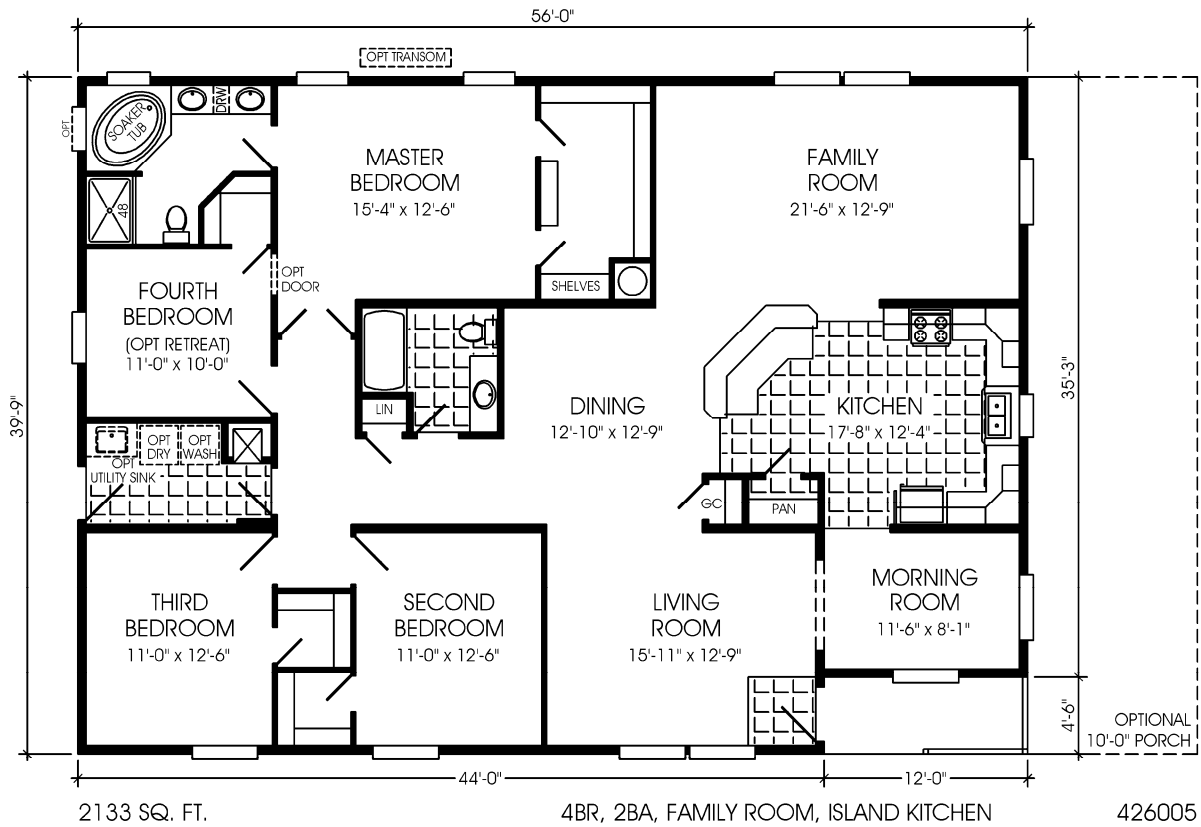 56'-0"
OPT TRANSOM
OPT
SOAKER
TUB
DRW
48
MASTER
BEDROOM
15'-4" x 12'-6"
FAMILY
ROOM
21'-6" x 12'-9"
OPT
DOOR
SHELVES
FOURTH
BEDROOM
(OPT RETREAT)
11'-0" x 10'-0"
39'-9"
35'-3"
LIN
DINING
12'-10" x 12'-9"
KITCHEN
17'-8" x 12'-4"
OPT
DRY
OPT
WASH
OPT
UTILITY SINK
GC
PAN
THIRD
BEDROOM
11'-0" x 12'-6"
SECOND
BEDROOM
11'-0" x 12'-6"
LIVING
ROOM
15'-11" x 12'-9"
MORNING
ROOM
11'-6" x 8'-1"
4'-6"
OPTIONAL
10'-0" PORCH
44'-0"
12'-0"
2133 SQ. FT.
4BR, 2BA, FAMILY ROOM, ISLAND KITCHEN
426005